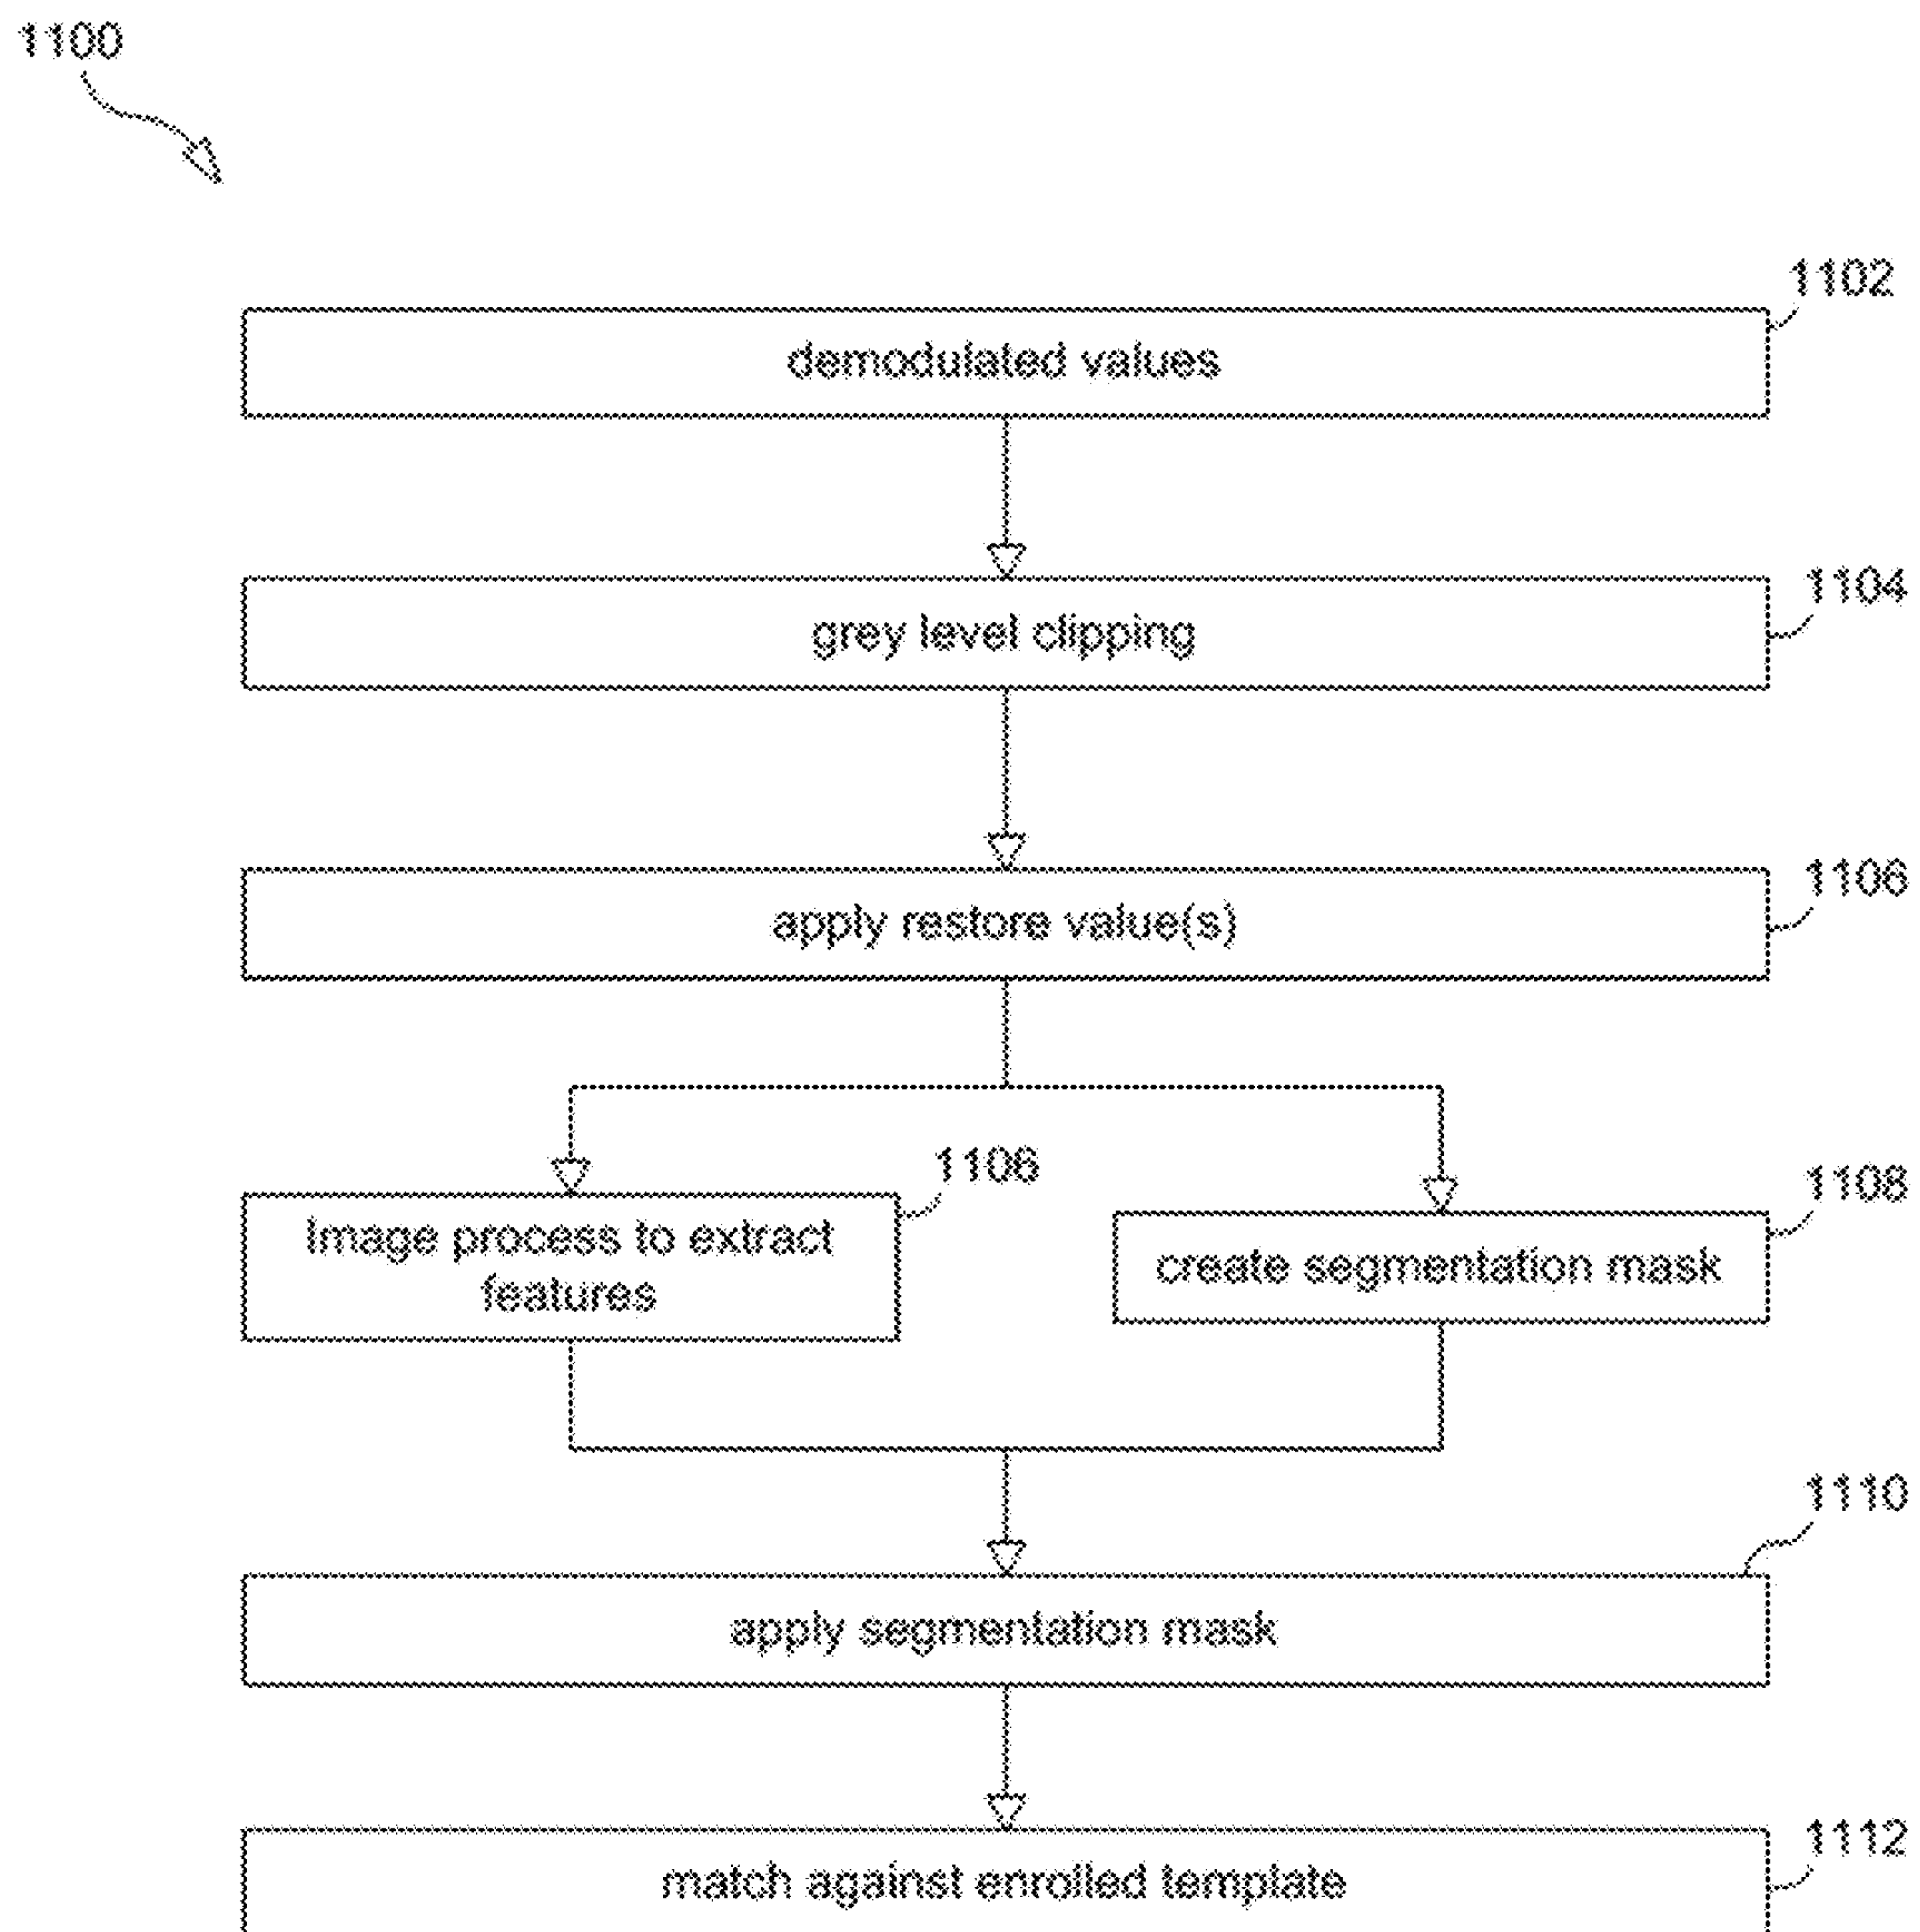 1100
1102
demodulated values
1104
grey level clipping
1106
apply restore value(s)
1106
Image process to extract
features
1108
create segmentation mask
1110
apply segmentation mask
1112
match against enrolled template